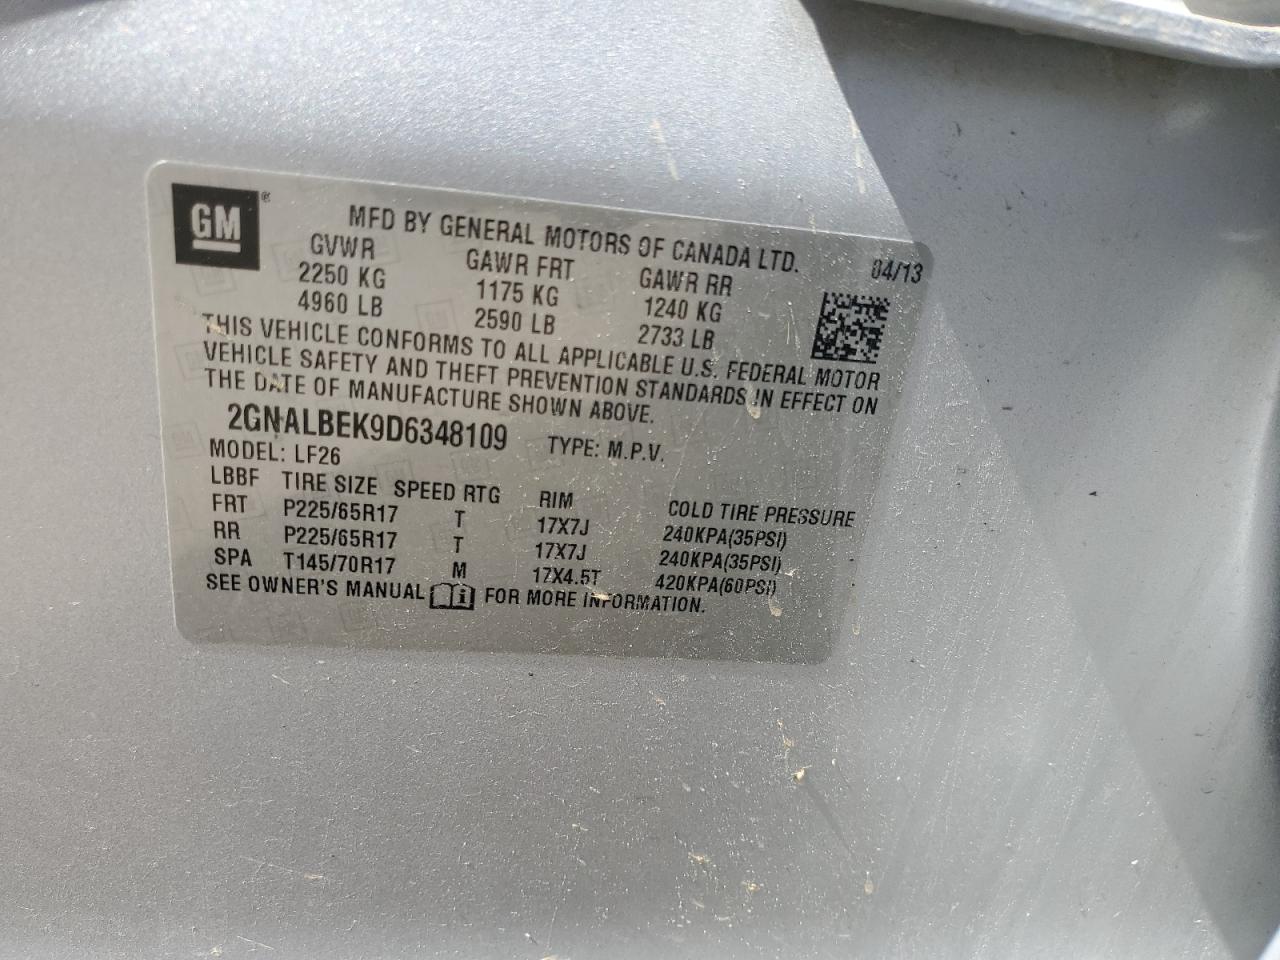 GM®
MFD BY GENERAL MOTORS OF CANADA LTD.
04/13
GVWR GAWR FRT GAWR RR
2250 KG 1175 KG 1240 KG
4960 LB 2590 LB 2733 LB
THIS VEHICLE CONFORMS TO ALL APPLICABLE U.S. FEDERAL MOTOR
VEHICLE SAFETY AND THEFT PREVENTION STANDARDS IN EFFECT ON
THE DATE OF MANUFACTURE SHOWN ABOVE.
2GNALBEK9D6348109 TYPE: M.P.V.
MODEL: LF26
LBBF TIRE SIZE SPEED RTG RIM COLD TIRE PRESSURE
FRT P225/65R17 T 17X7J 240KPA(35PSI)
RR P225/65R17 T 17X7J 240KPA(35PSI)
SPA T145/70R17 M 17X4.5T 420KPA(60PSI)
SEE OWNER'S MANUAL i FOR MORE INFORMATION.